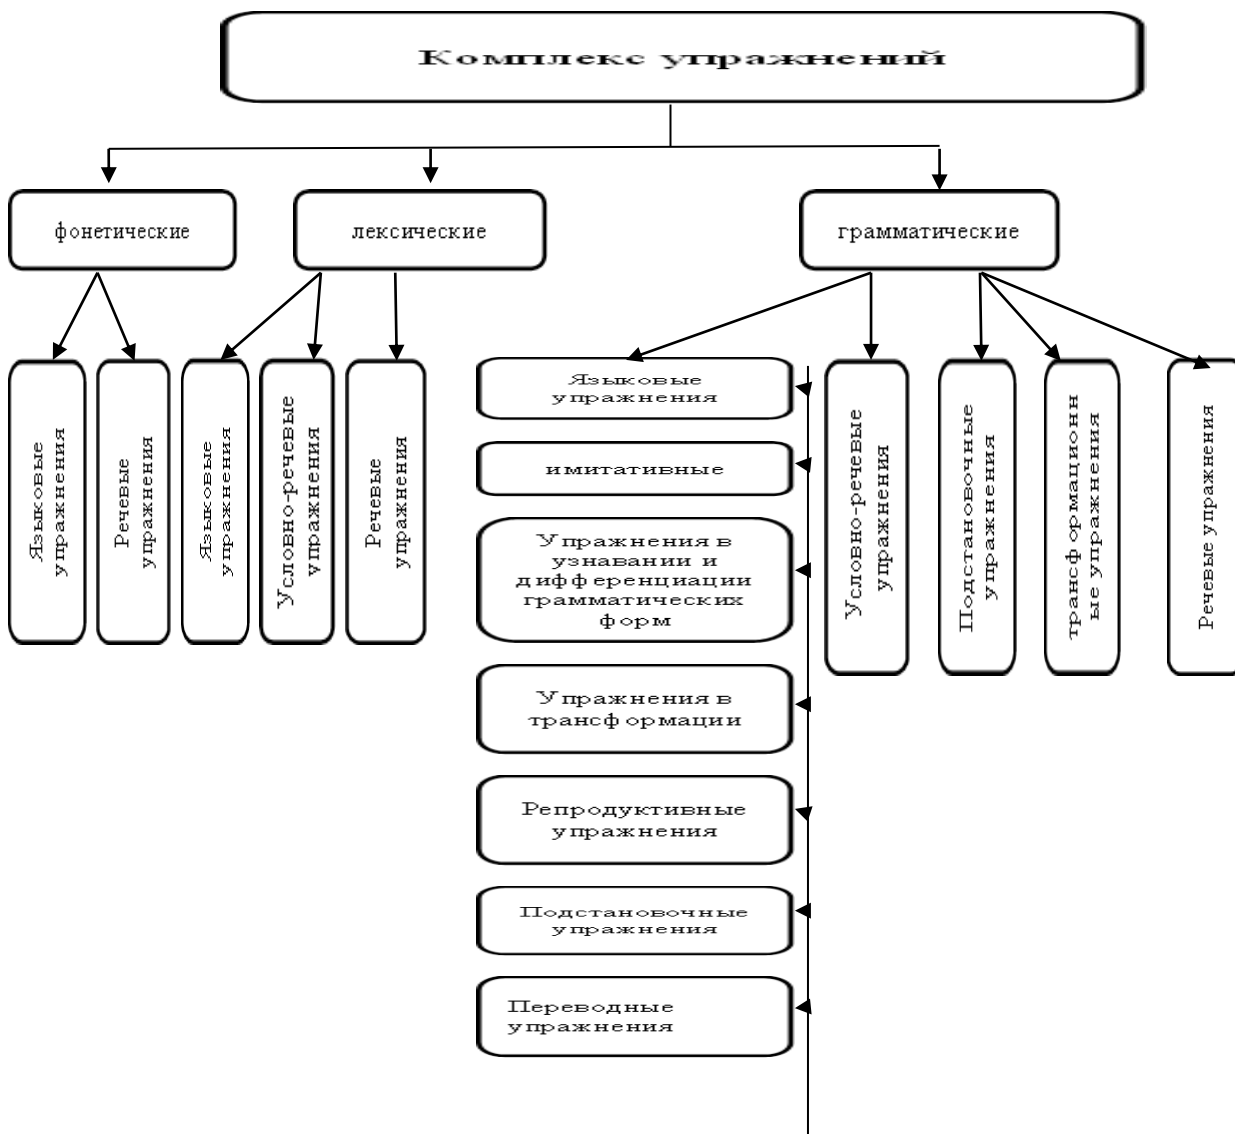 Комплекс упражнений
фонетические
лексические
грамматические
Языковые
упражнения
Речевые
упражнения
Языковые
упражнения
Условно-речевые
упражнения
Речевые
упражнения
Языковые
упражнения
имитативные
Упражнения в
узнавании и
дифференциации
грамматических
форм
Упражнения в
трансформации
Репродуктивные
упражнения
Подстановочные
упражнения
Переводные
упражнения
Условно-речевые
упражнения
Подстановочные
упражнения
трансформационн
ые упражнения
Речевые упражнения